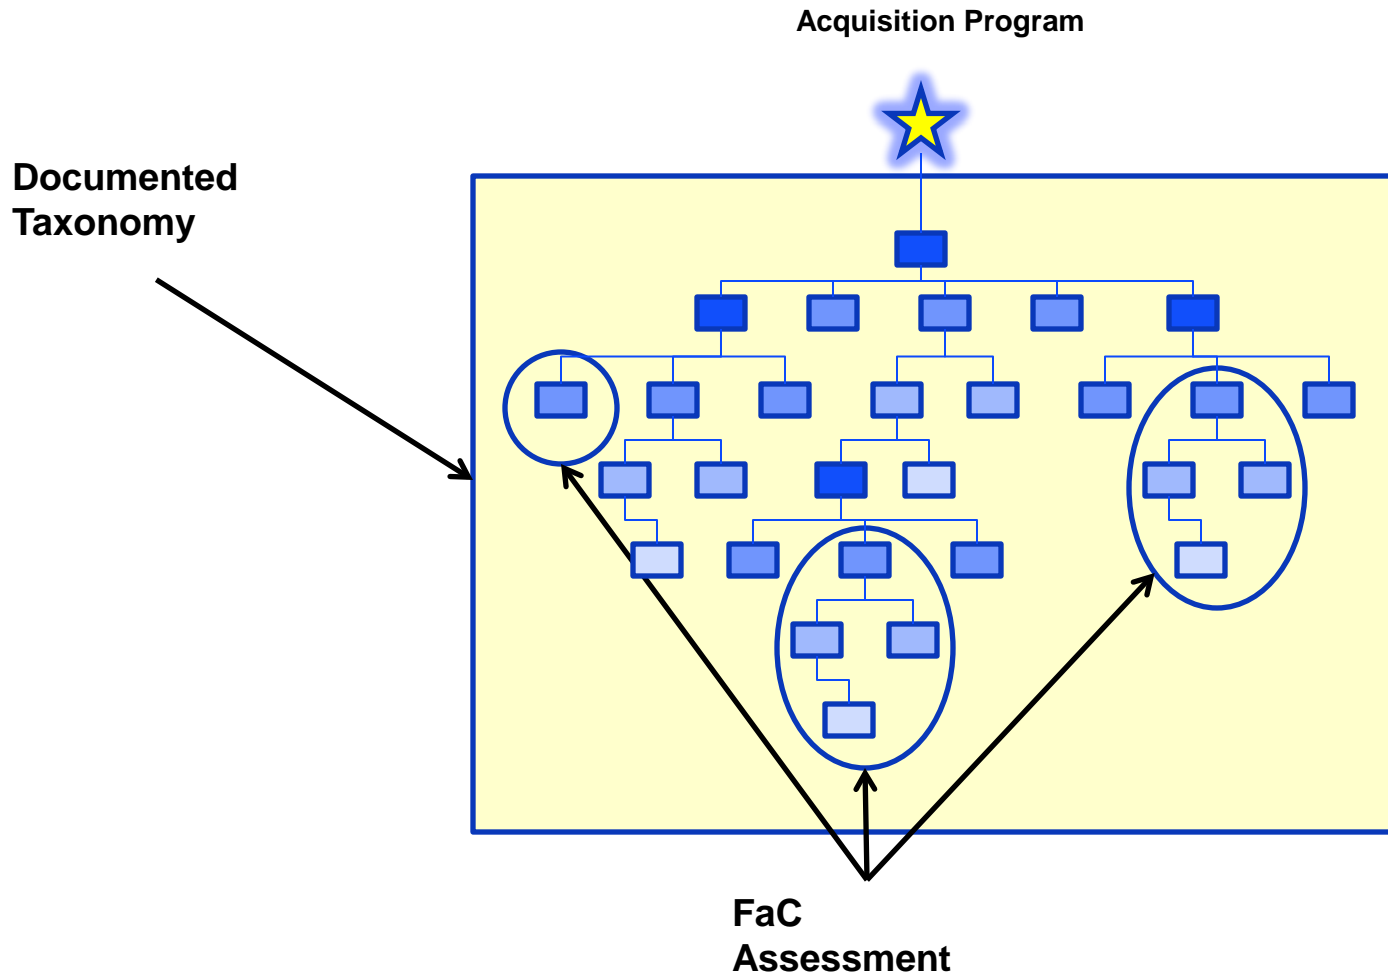 Acquisition Program
Documented
Taxonomy
FaC
Assessment